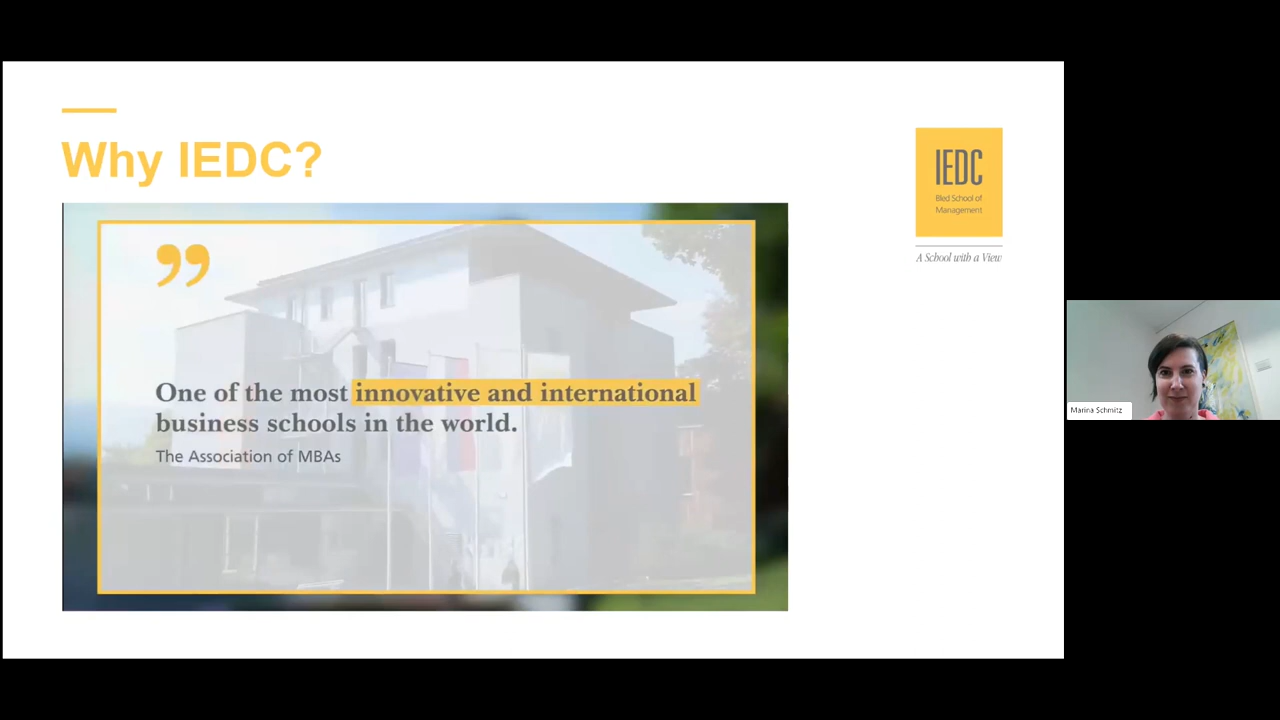 Why IEDC?
IEDC
Bled School of
Management
A School with a View
”
One of the most innovative and international
business schools in the world.
The Association of MBAs
Marina Schmitz